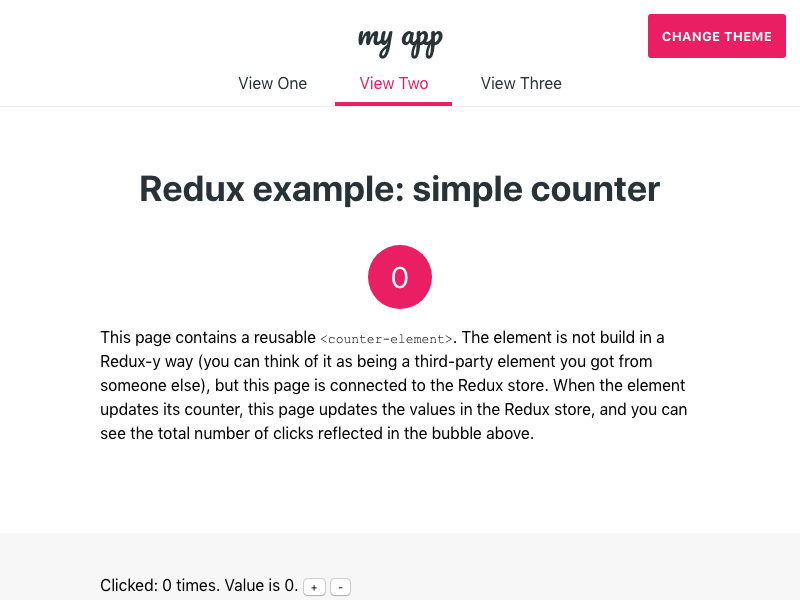 my app
CHANGE THEME
View One View Two View Three
Redux example: simple counter
0
This page contains a reusable <counter-element>. The element is not build in a
Redux-y way (you can think of it as being a third-party element you got from
someone else), but this page is connected to the Redux store. When the element
updates its counter, this page updates the values in the Redux store, and you can
see the total number of clicks reflected in the bubble above.
Clicked: 0 times. Value is 0. + -